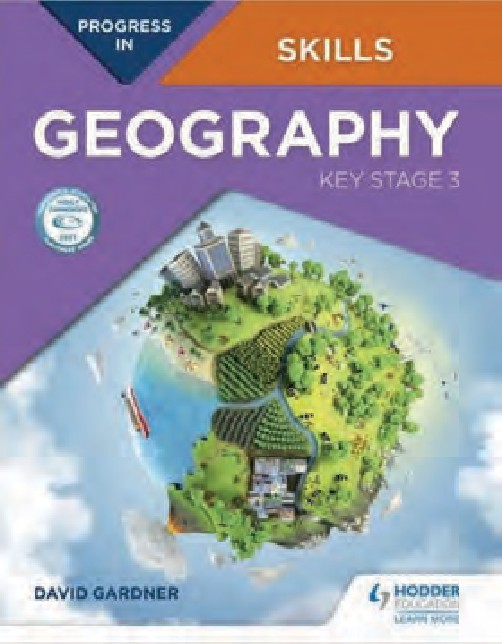 PROGRESS
IN
SKILLS
GEOGRAPHY
KEY STAGE 3
DAVID GARDNER
HODDER
EDUCATION
LEARN MORE